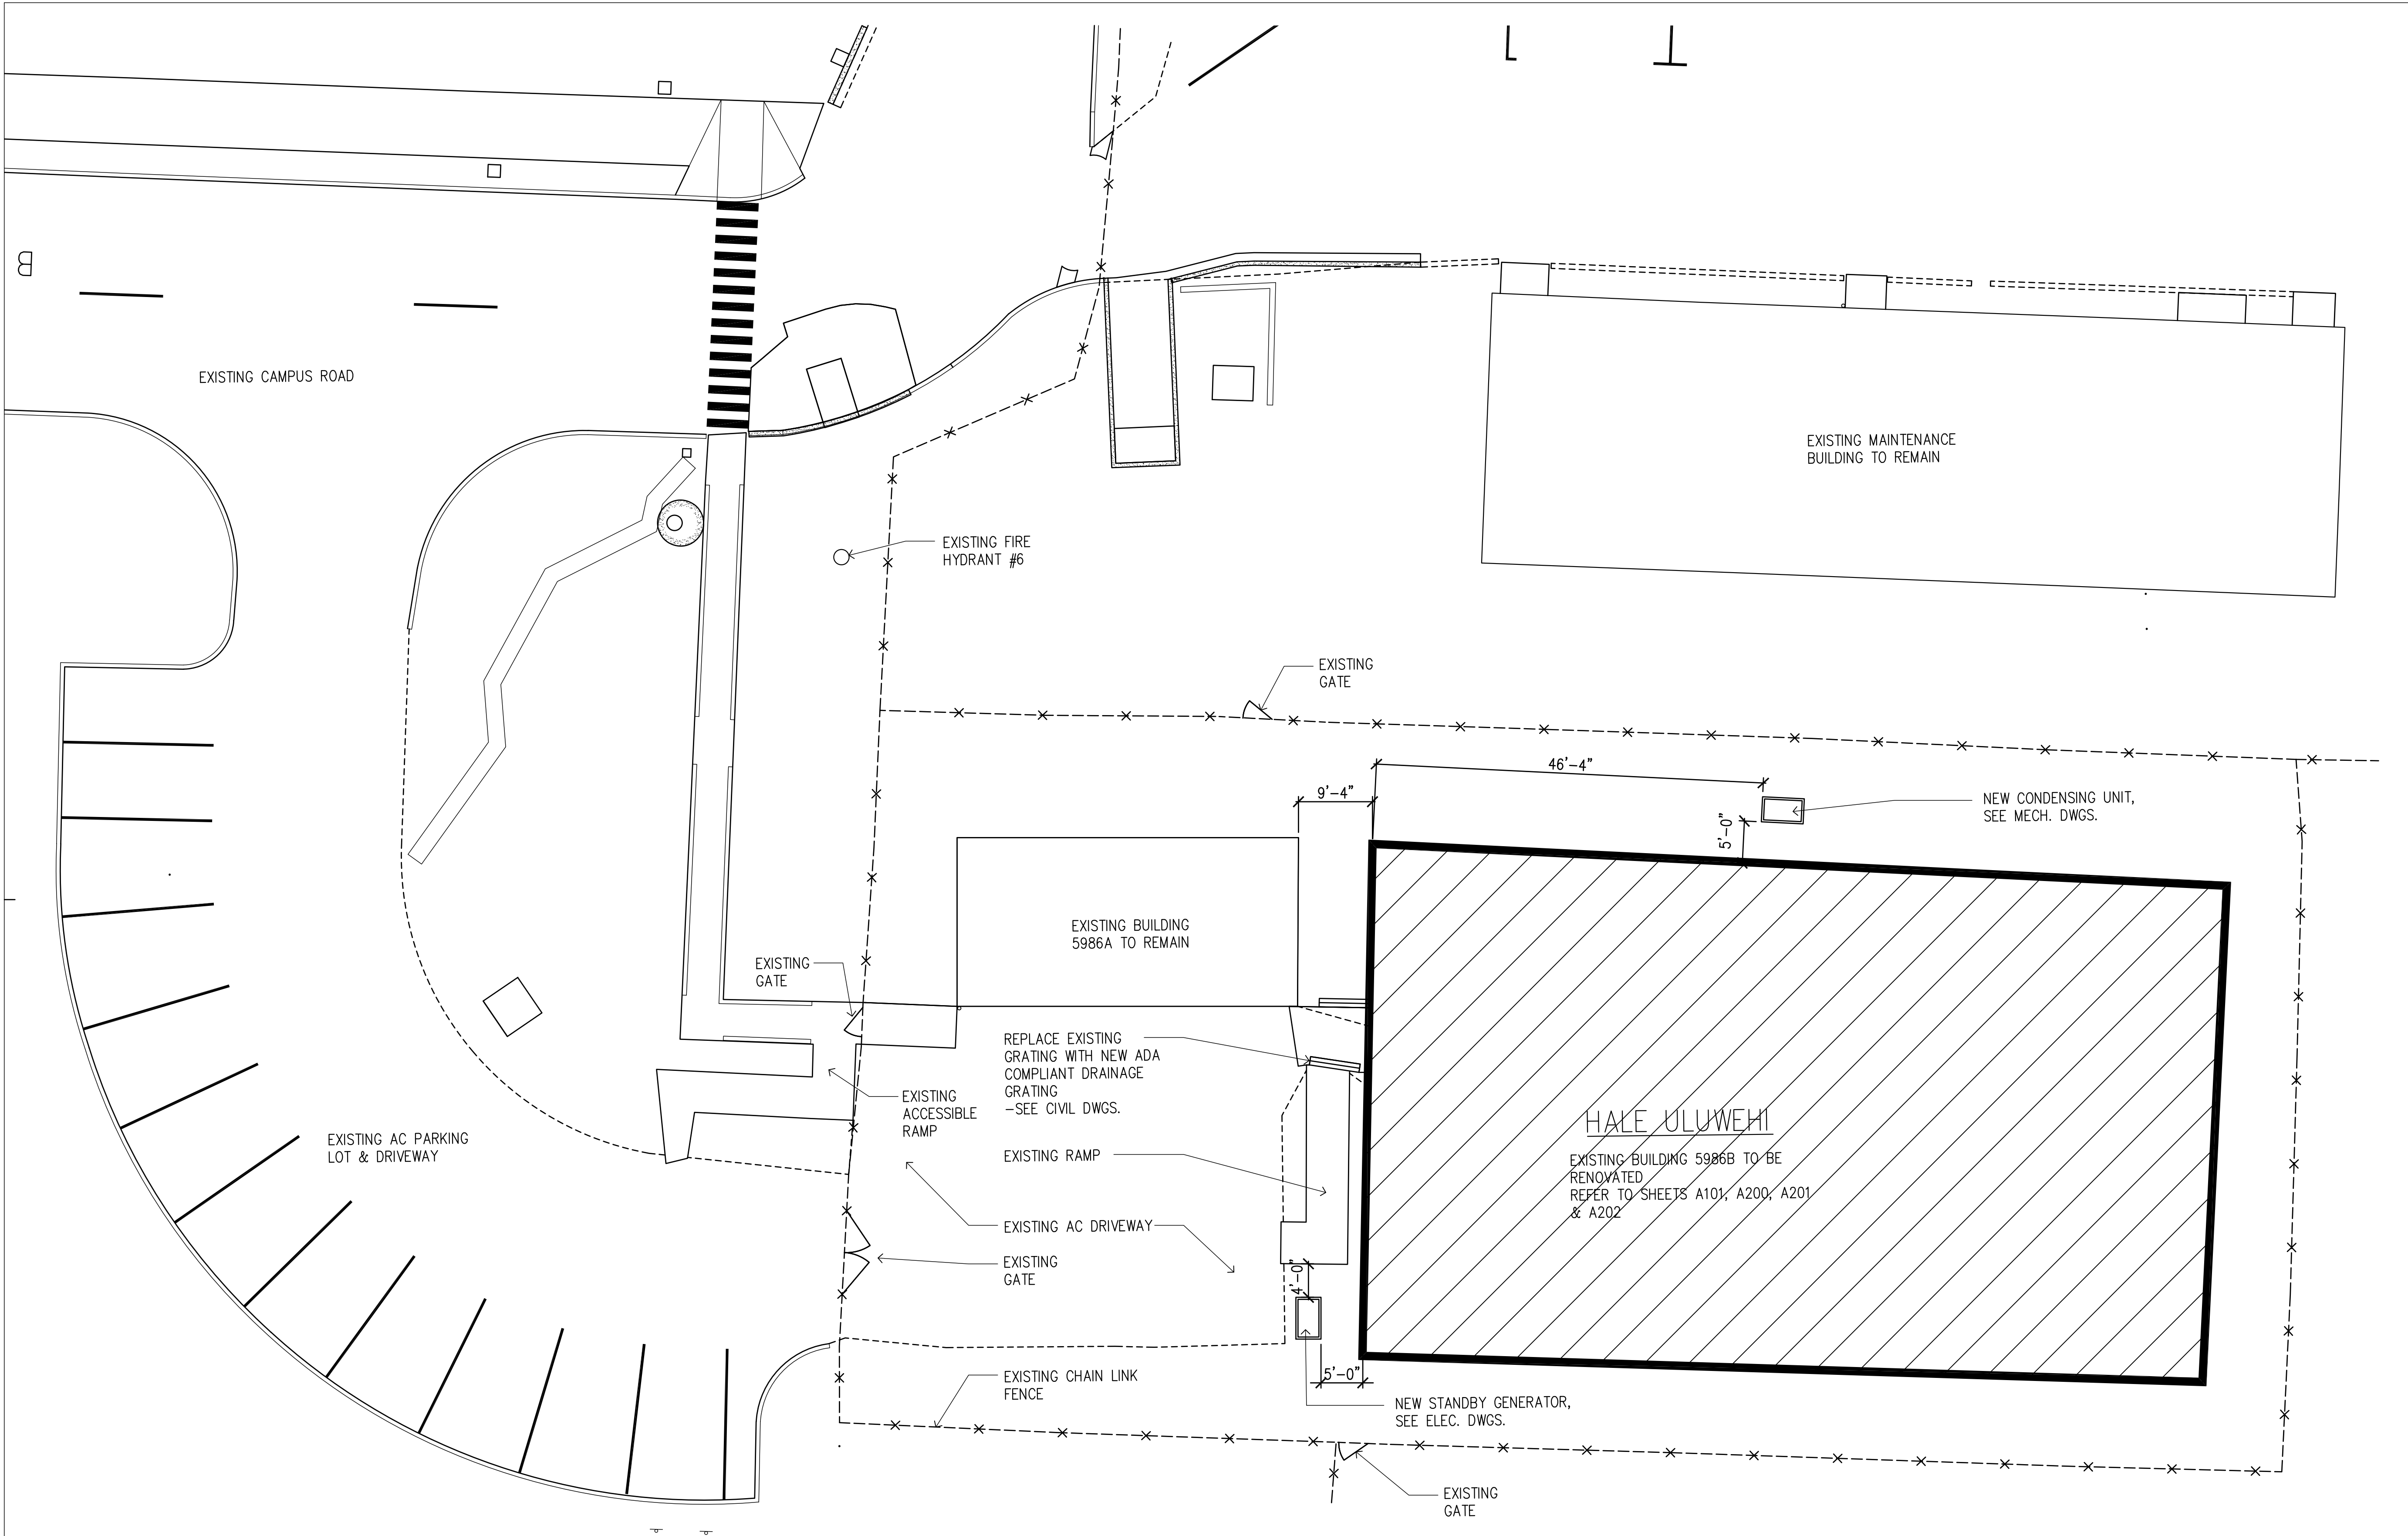 B
EXISTING CAMPUS ROAD
EXISTING MAINTENANCE
BUILDING TO REMAIN
EXISTING FIRE
HYDRANT #6
EXISTING
GATE
46'-4"
9'-4"
NEW CONDENSING UNIT,
SEE MECH. DWGS.
5'-0"
EXISTING BUILDING
5986A TO REMAIN
EXISTING
GATE
REPLACE EXISTING
GRATING WITH NEW ADA
COMPLIANT DRAINAGE
GRATING
-SEE CIVIL DWGS.
EXISTING
ACCESSIBLE
RAMP
HALE ULUWEHI
EXISTING BUILDING 5986B TO BE
RENOVATED
REFER TO SHEETS A101, A200, A201
& A202
EXISTING AC PARKING
LOT & DRIVEWAY
EXISTING RAMP
EXISTING AC DRIVEWAY
EXISTING
GATE
4'-0"
5'-0"
EXISTING CHAIN LINK
FENCE
NEW STANDBY GENERATOR,
SEE ELEC. DWGS.
EXISTING
GATE